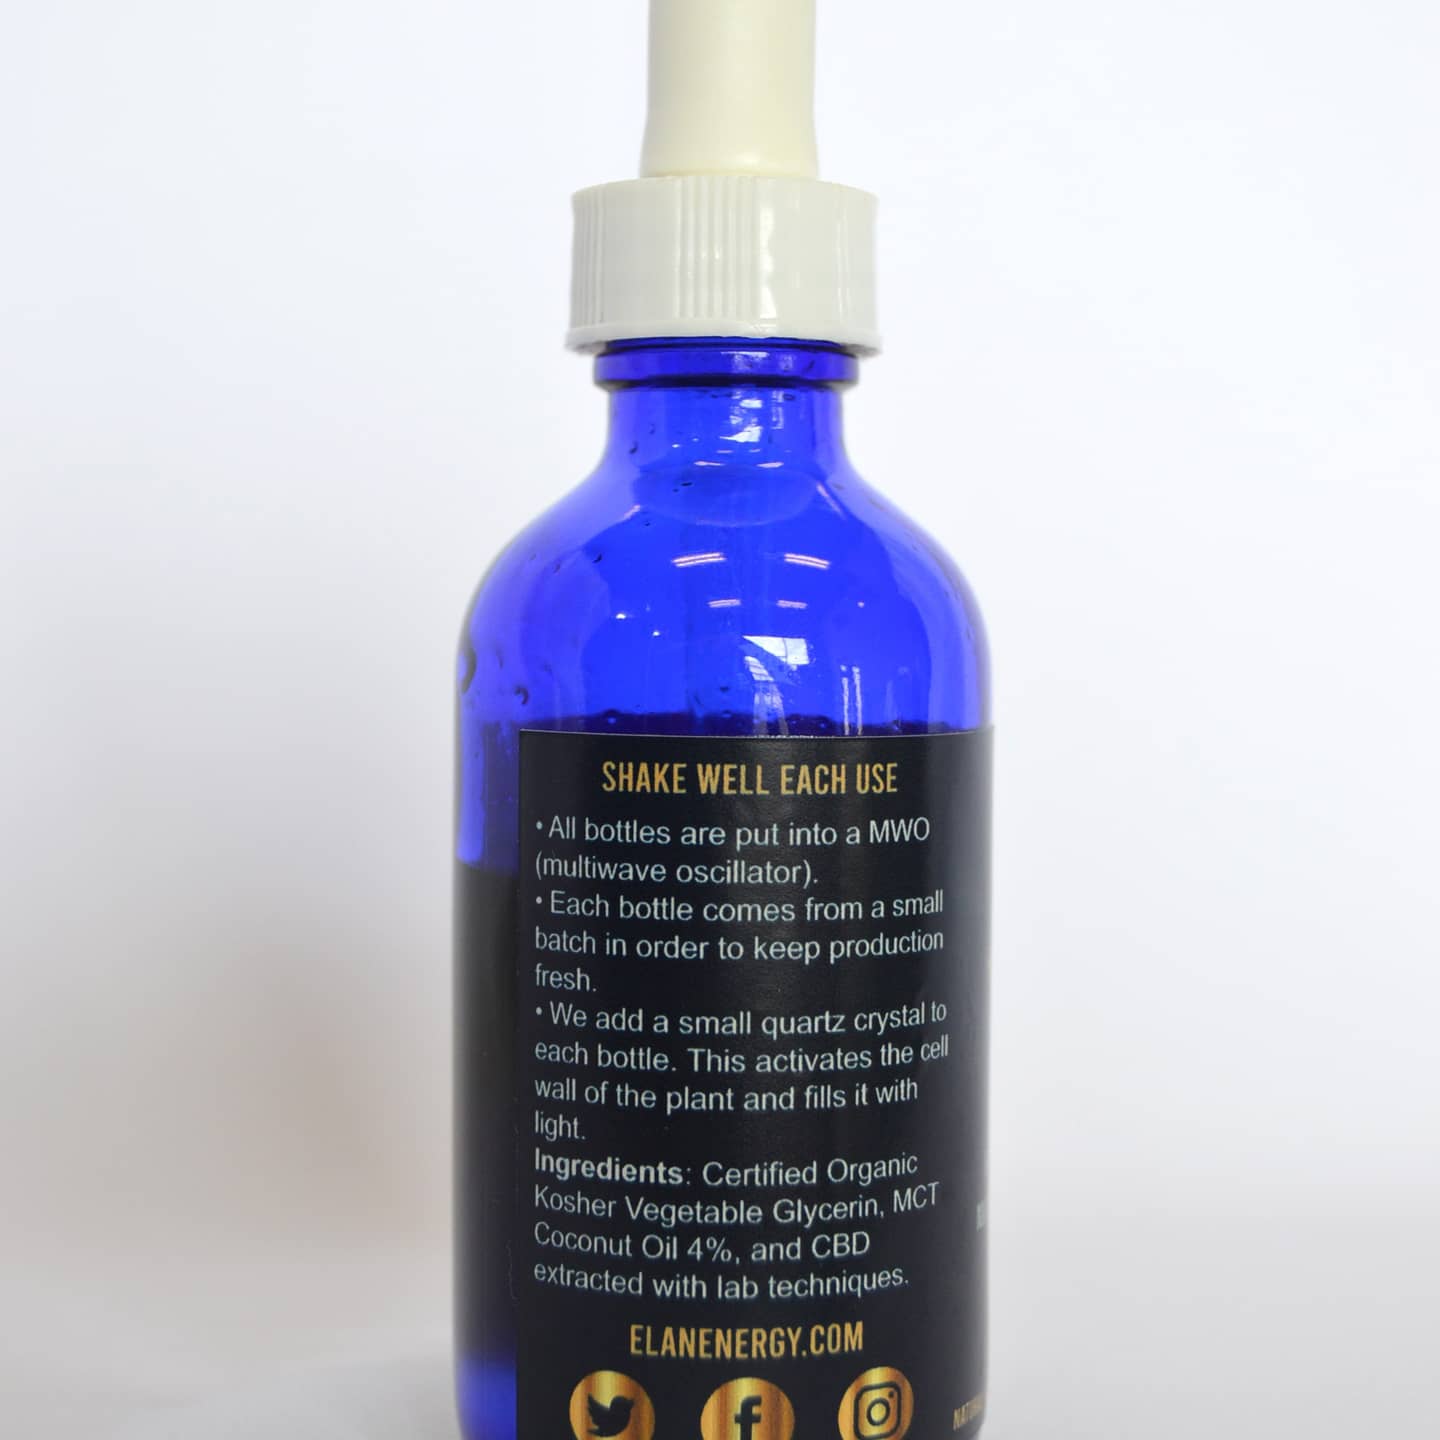 SHAKE WELL EACH USE
• All bottles are put into a MWO
(multiwave oscillator).
• Each bottle comes from a small
batch in order to keep production
fresh.
• We add a small quartz crystal to
each bottle. This activates the cell
wall of the plant and fills it with
light.
Ingredients: Certified Organic
Kosher Vegetable Glycerin, MCT
Coconut Oil 4%, and CBD
extracted with lab techniques.
ELANENERGY.COM